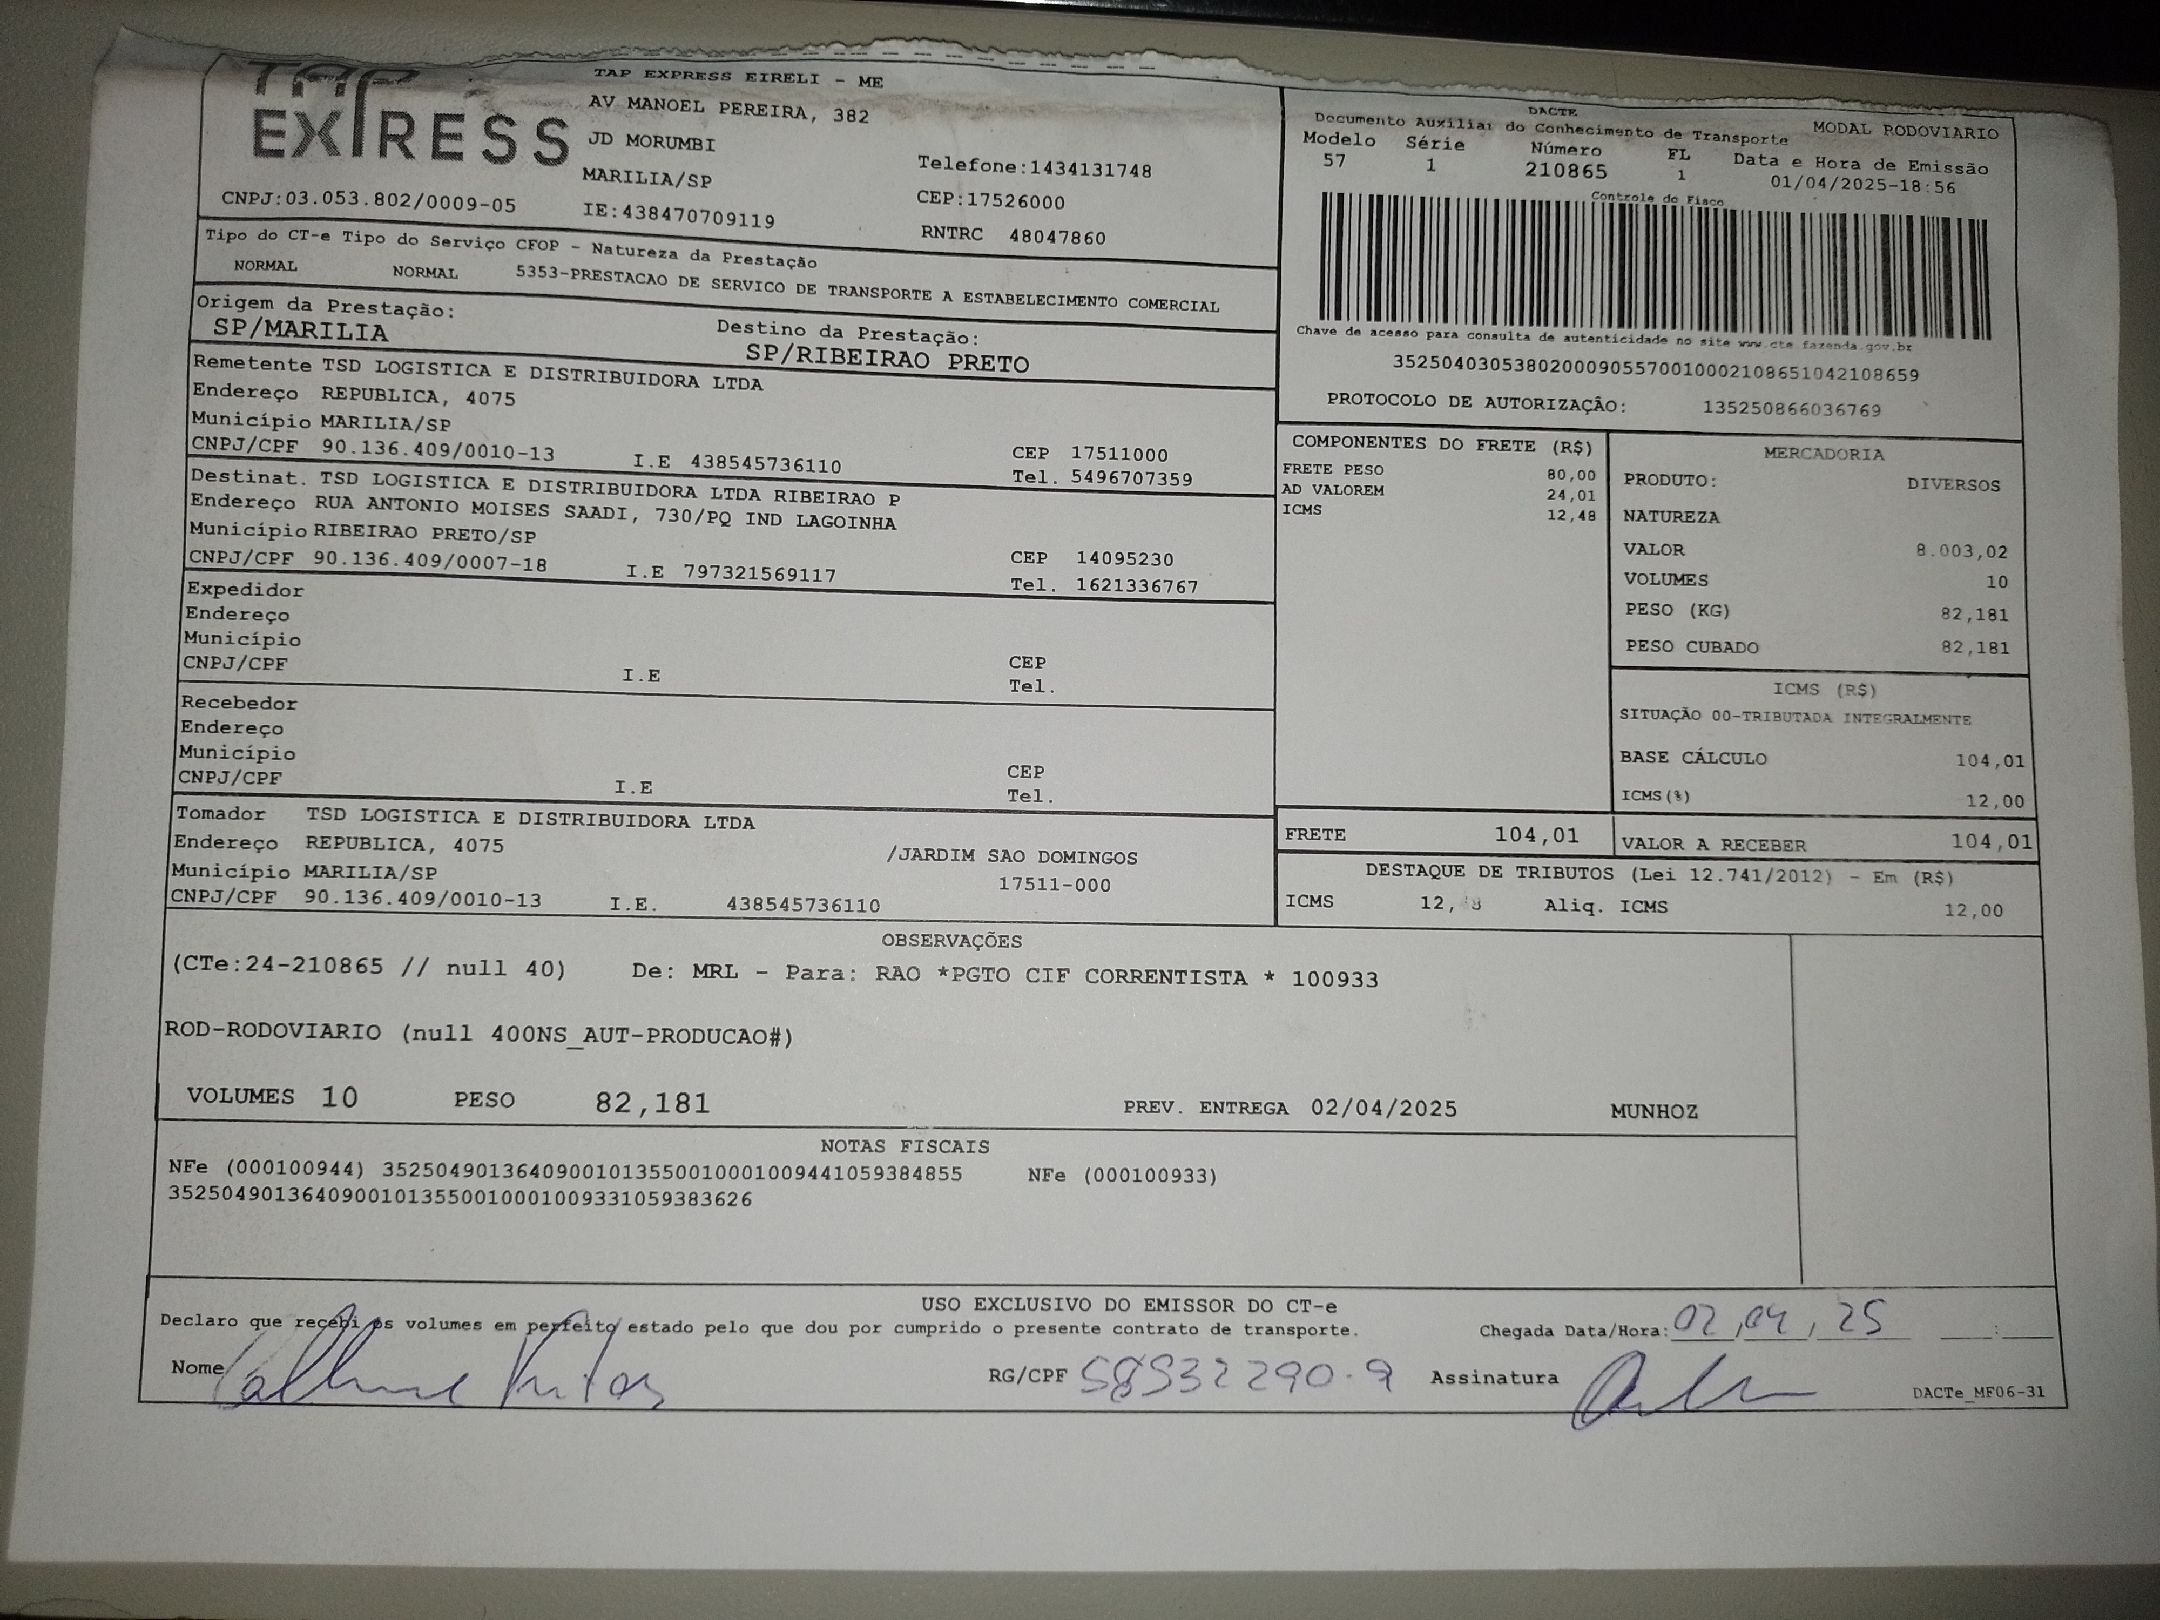 TAP
EXPRESS
TAP EXPRESS EIRELI - ME
AV MANOEL PEREIRA, 382
JD MORUMBI
MARILIA/SP
Telefone:1434131748
CEP:17526000
CNPJ:03.053.802/0009-05 IE:438470709119
RNTRC 48047860
DACTE
Documento Auxiliar do Conhecimento de Transporte MODAL RODOVIARIO
Modelo Série Número FL Data e Hora de Emissão
57 1 210865 1 01/04/2025-18:56
Controle do Fisco
Chave de acesso para consulta de autenticidade no site www.cte fazenda.gov.br
35250403053802000905570010002108651042108659
PROTOCOLO DE AUTORIZAÇÃO: 135250866036769
Tipo do CT-e Tipo do Serviço CFOP - Natureza da Prestação
NORMAL NORMAL 5353-PRESTACAO DE SERVICO DE TRANSPORTE A ESTABELECIMENTO COMERCIAL
Origem da Prestação: Destino da Prestação:
SP/MARILIA SP/RIBEIRAO PRETO
Remetente TSD LOGISTICA E DISTRIBUIDORA LTDA
Endereço REPUBLICA, 4075
Município MARILIA/SP CEP 17511000
CNPJ/CPF 90.136.409/0010-13 I.E 438545736110 Tel. 5496707359
Destinat. TSD LOGISTICA E DISTRIBUIDORA LTDA RIBEIRAO P
Endereço RUA ANTONIO MOISES SAADI, 730/PQ IND LAGOINHA
Município RIBEIRAO PRETO/SP CEP 14095230
CNPJ/CPF 90.136.409/0007-18 I.E 797321569117 Tel. 1621336767
Expedidor
Endereço
Município
CNPJ/CPF I.E CEP
Tel.
Recebedor
Endereço
Município
CNPJ/CPF I.E CEP
Tel.
Tomador TSD LOGISTICA E DISTRIBUIDORA LTDA
Endereço REPUBLICA, 4075 /JARDIM SAO DOMINGOS
Município MARILIA/SP 17511-000
CNPJ/CPF 90.136.409/0010-13 I.E. 438545736110
COMPONENTES DO FRETE (R$)
FRETE PESO 80,00
AD VALOREM 24,01
ICMS 12,48
MERCADORIA
PRODUTO: DIVERSOS
NATUREZA
VALOR 8.003,02
VOLUMES 10
PESO (KG) 82,181
PESO CUBADO 82,181
ICMS (R$)
SITUAÇÃO 00-TRIBUTADA INTEGRALMENTE
BASE CÁLCULO 104,01
ICMS(%) 12,00
FRETE 104,01 VALOR A RECEBER 104,01
DESTAQUE DE TRIBUTOS (Lei 12.741/2012) - Em (R$)
ICMS 12, 8 Aliq. ICMS 12,00
OBSERVAÇÕES
(CTe:24-210865 // null 40) De: MRL - Para: RAO *PGTO CIF CORRENTISTA * 100933
ROD-RODOVIARIO (null 400NS_AUT-PRODUCAO#)
VOLUMES 10 PESO 82,181 PREV. ENTREGA 02/04/2025 MUNHOZ
NOTAS FISCAIS
NFe (000100944) 35250490136409001013550010001009441059384855 NFe (000100933)
35250490136409001013550010001009331059383626
USO EXCLUSIVO DO EMISSOR DO CT-e
Declaro que recebi os volumes em perfeito estado pelo que dou por cumprido o presente contrato de transporte. Chegada Data/Hora: 02, 04, 25 :
Nome RG/CPF 58532290-9 Assinatura
DACTe_MF06-31